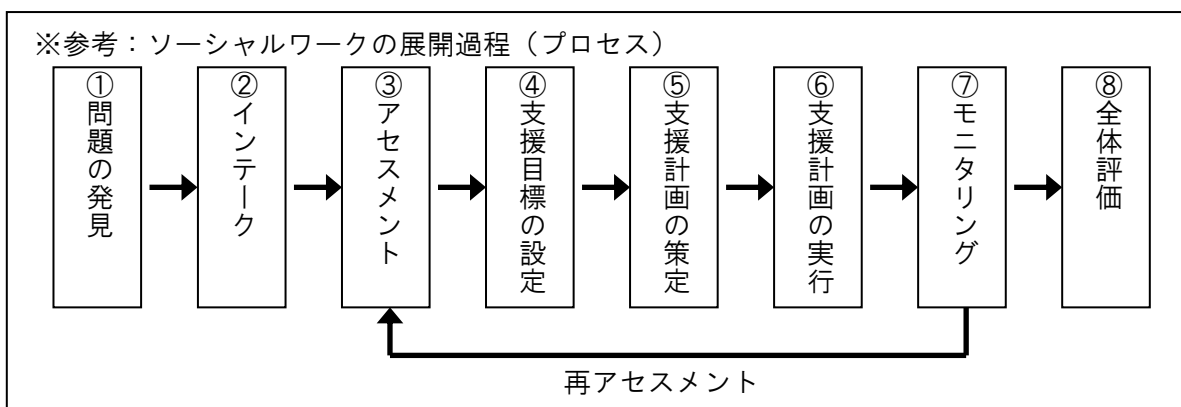 ※参考：ソーシャルワークの展開過程（プロセス）
①問題の発見
②インテーク
③アセスメント
④支援目標の設定
⑤支援計画の策定
⑥支援計画の実行
⑦モニタリング
⑧全体評価
再アセスメント